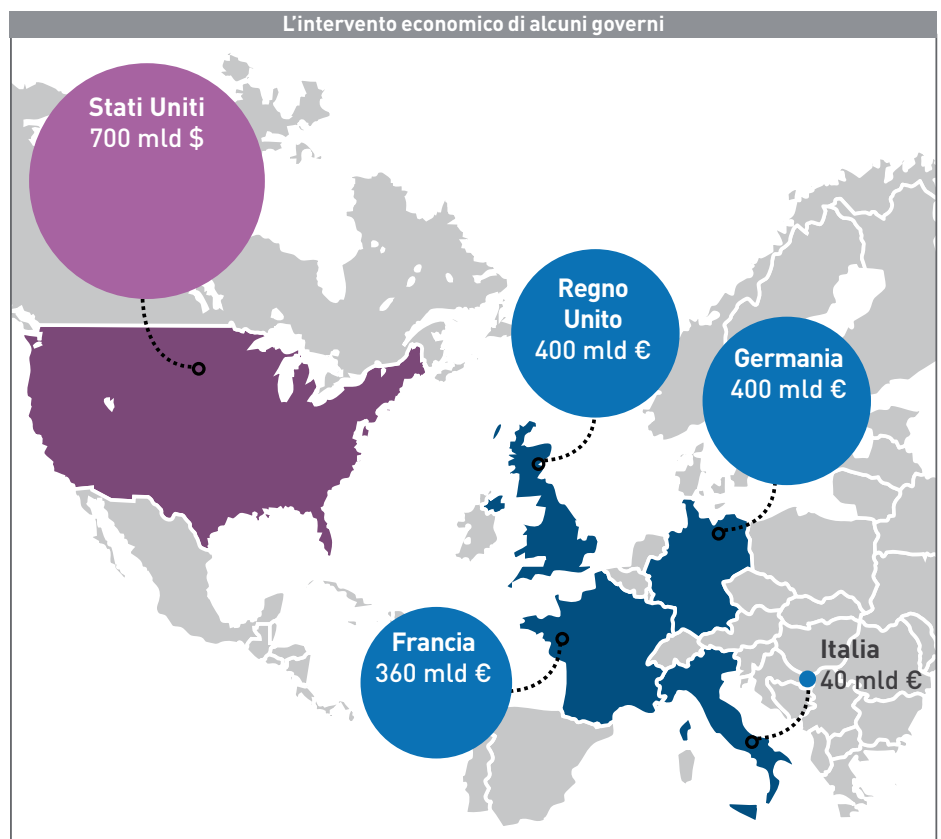 L'intervento economico di alcuni governi
Stati Uniti
700 mld $
Regno
Unito
400 mld €
Germania
400 mld €
Francia
360 mld €
Italia
40 mld €